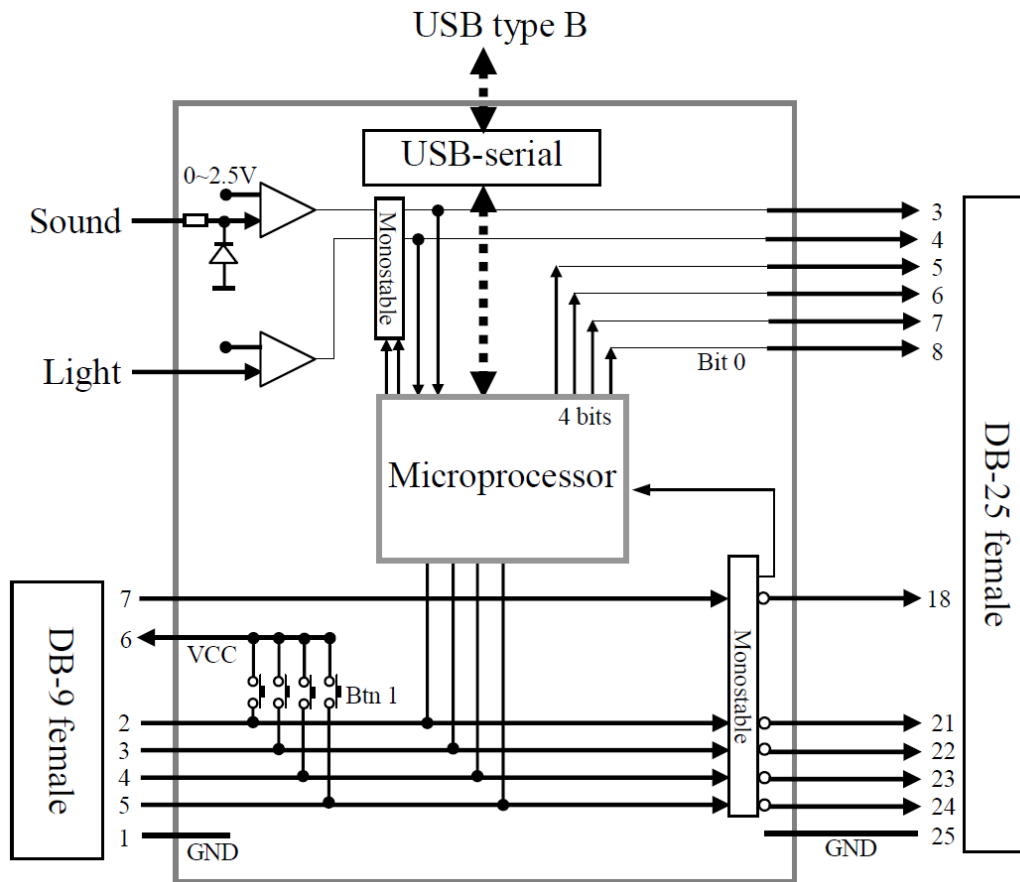 USB type B
USB-serial
0~2.5V
Sound
Monostable
3
4
5
6
7
8
Light
Bit 0
4 bits
Microprocessor
DB-25 female
DB-9 female
7
18
6
VCC
Btn 1
Monostable
2
21
3
22
4
23
5
24
1
GND
GND
25